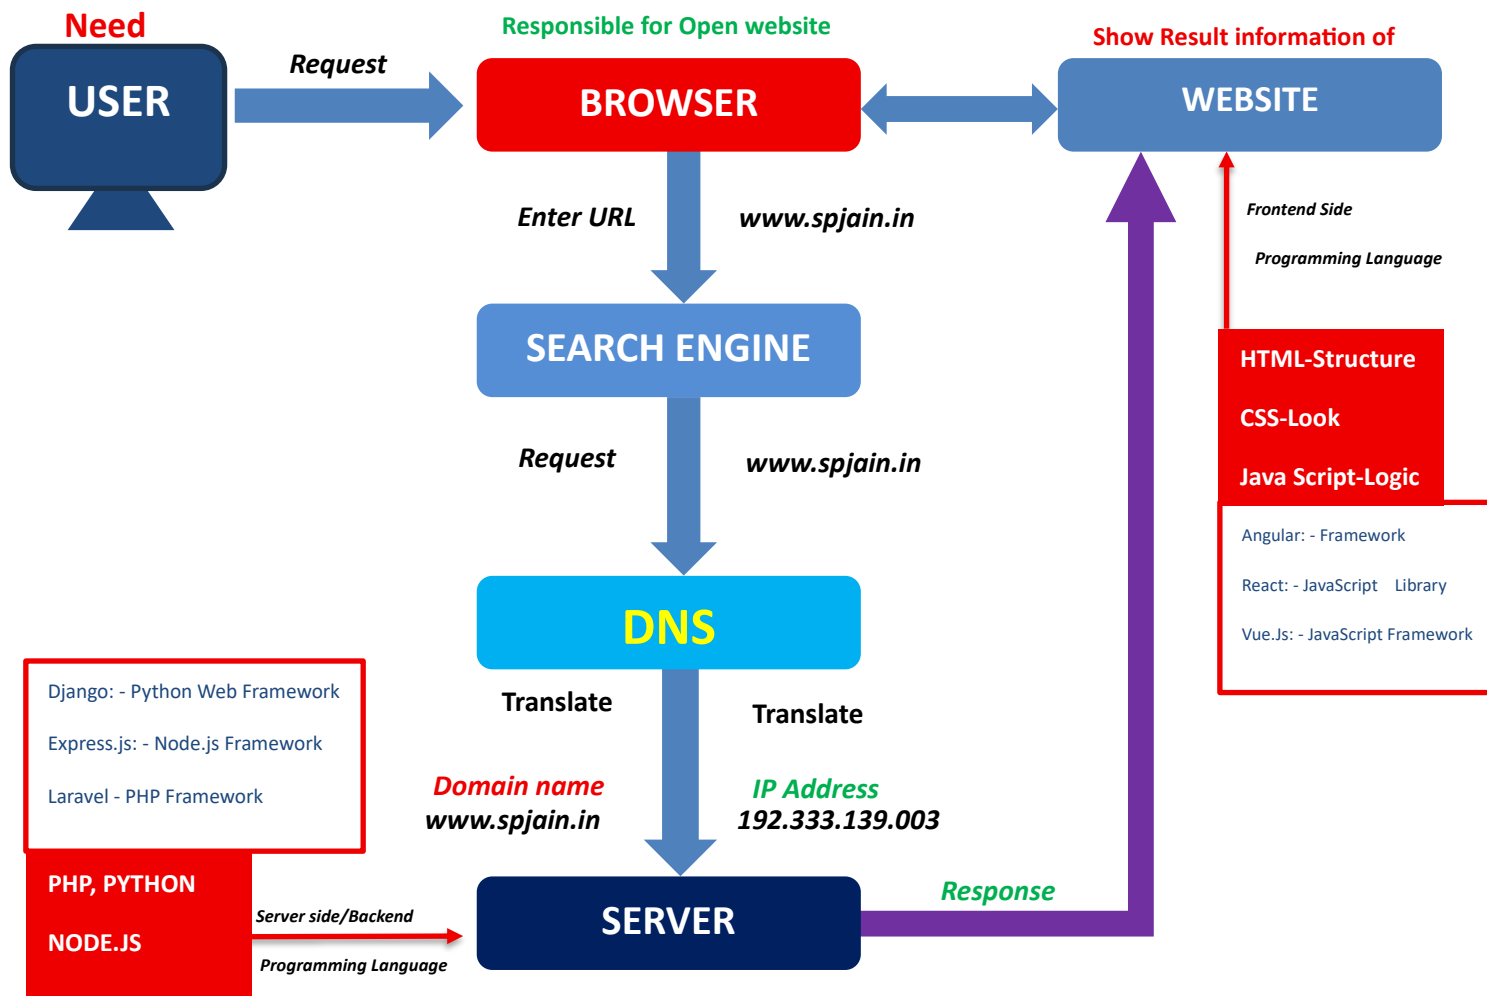 Need
USER
Request
Responsible for Open website
BROWSER
Show Result information of
WEBSITE
Enter URL
www.spjain.in
Frontend Side
Programming Language
SEARCH ENGINE
HTML-Structure
CSS-Look
Java Script-Logic
Request
www.spjain.in
Angular: - Framework
React: - JavaScript Library
Vue.Js: - JavaScript Framework
DNS
Translate
Translate
Django: - Python Web Framework
Express.js: - Node.js Framework
Laravel - PHP Framework
Domain name
www.spjain.in
IP Address
192.333.139.003
PHP, PYTHON
NODE.JS
Server side/Backend
Programming Language
SERVER
Response